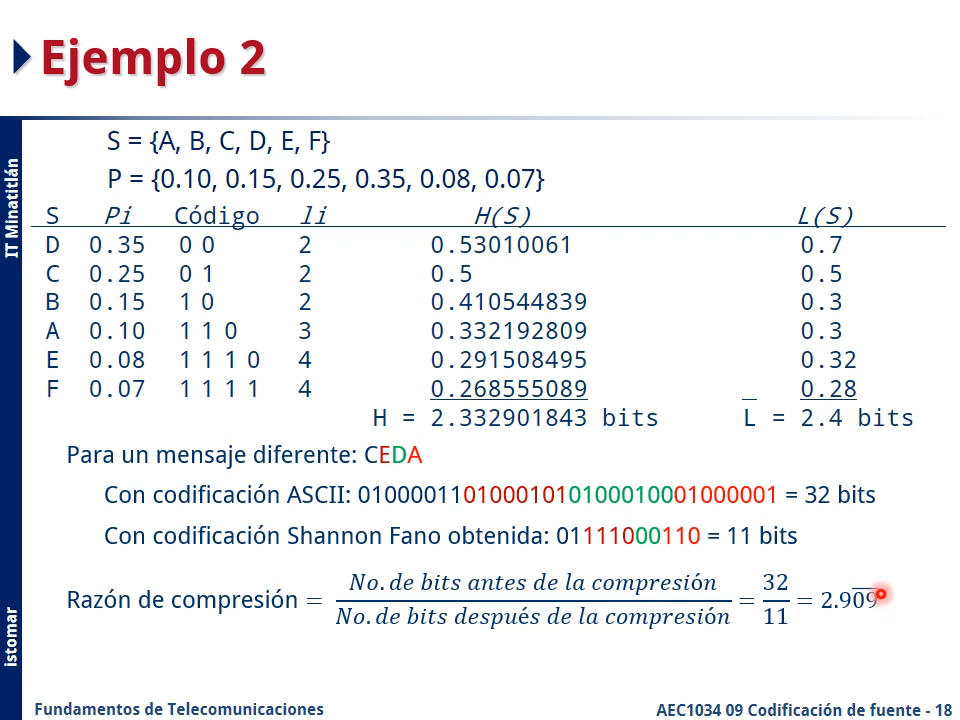 Ejemplo 2
S = {A, B, C, D, E, F}
P = {0.10, 0.15, 0.25, 0.35, 0.08, 0.07}
S Pi Código li H(S) L(S)
D 0.35 0 0 2 0.53010061 0.7
C 0.25 0 1 2 0.5 0.5
B 0.15 1 0 2 0.410544839 0.3
A 0.10 1 1 0 3 0.332192809 0.3
E 0.08 1 1 1 0 4 0.291508495 0.32
F 0.07 1 1 1 1 4 0.268555089 0.28
H = 2.332901843 bits L = 2.4 bits
Para un mensaje diferente: CEDA
Con codificación ASCII: 01000011010001010100010001000001 = 32 bits
Con codificación Shannon Fano obtenida: 01111000110 = 11 bits
Razón de compresión = No. de bits antes de la compresión / No. de bits después de la compresión = 32/11 = 2.909
IT Minatitlán
istomar
Fundamentos de Telecomunicaciones
AEC1034 09 Codificación de fuente - 18